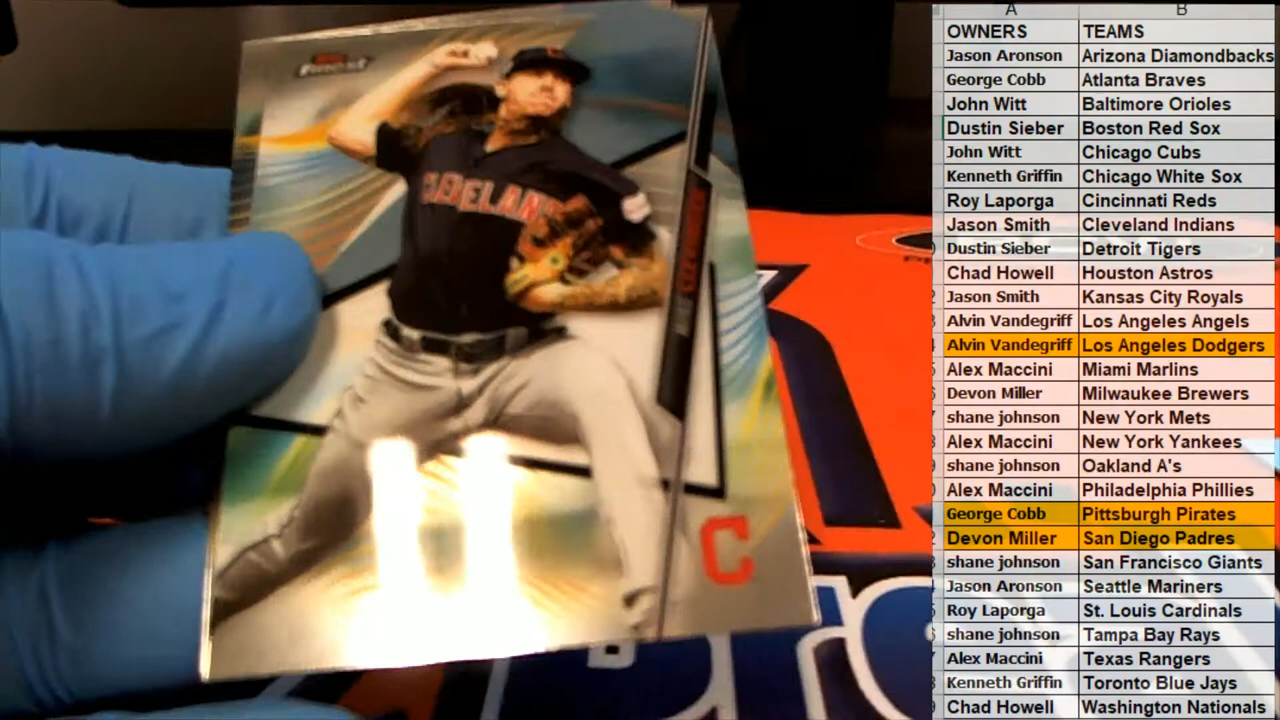 A B
OWNERS TEAMS
Jason Aronson Arizona Diamondbacks
George Cobb Atlanta Braves
John Witt Baltimore Orioles
Dustin Sieber Boston Red Sox
John Witt Chicago Cubs
Kenneth Griffin Chicago White Sox
Roy Laporga Cincinnati Reds
Jason Smith Cleveland Indians
Dustin Sieber Detroit Tigers
Chad Howell Houston Astros
Jason Smith Kansas City Royals
Alvin Vandegriff Los Angeles Angels
Alvin Vandegriff Los Angeles Dodgers
Alex Maccini Miami Marlins
Devon Miller Milwaukee Brewers
shane johnson New York Mets
Alex Maccini New York Yankees
shane johnson Oakland A's
Alex Maccini Philadelphia Phillies
George Cobb Pittsburgh Pirates
Devon Miller San Diego Padres
shane johnson San Francisco Giants
Jason Aronson Seattle Mariners
Roy Laporga St. Louis Cardinals
shane johnson Tampa Bay Rays
Alex Maccini Texas Rangers
Kenneth Griffin Toronto Blue Jays
Chad Howell Washington Nationals
Finest
C